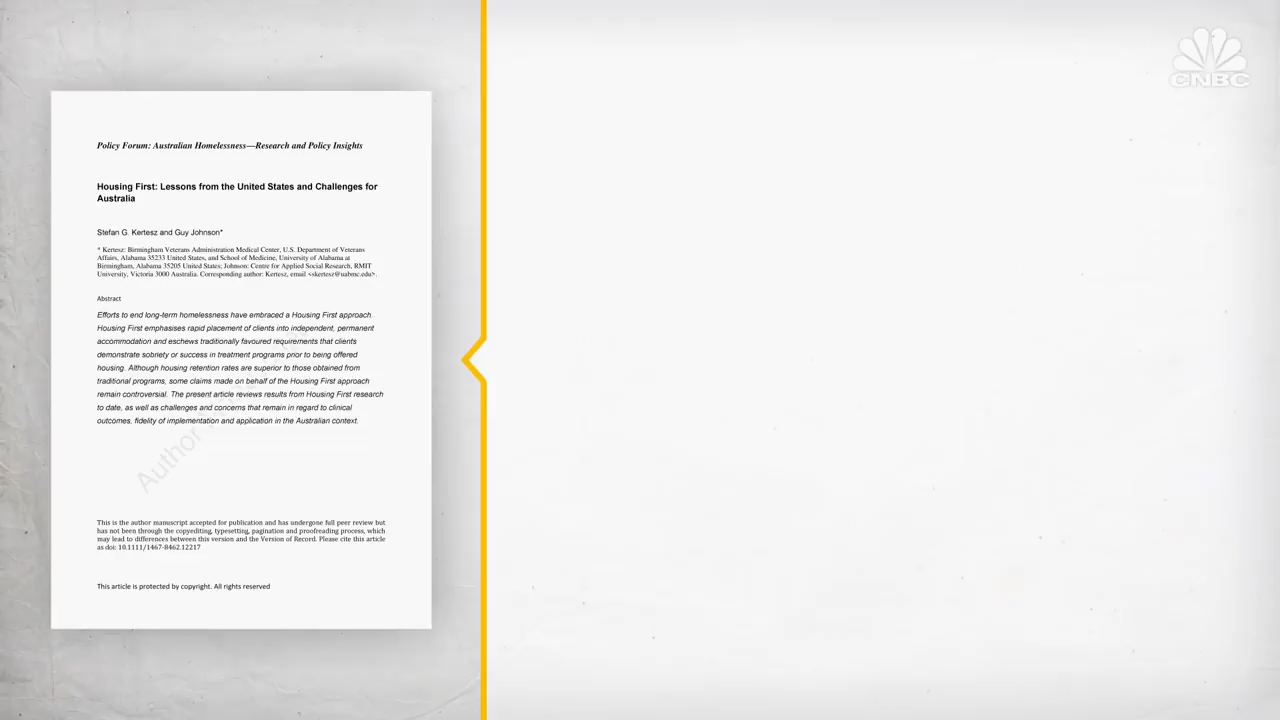 Policy Forum: Australian Homelessness—Research and Policy Insights
Housing First: Lessons from the United States and Challenges for
Australia
Stefan G. Kertesz and Guy Johnson*
* Kertesz: Birmingham Veterans Administration Medical Center, U.S. Department of Veterans
Affairs, Alabama 35233 United States, and School of Medicine, University of Alabama at
Birmingham, Alabama 35205 United States; Johnson: Centre for Applied Social Research, RMIT
University, Victoria 3000 Australia. Corresponding author: Kertesz, email <skertesz@uabmc.edu>.
Abstract
Efforts to end long-term homelessness have embraced a Housing First approach.
Housing First emphasises rapid placement of clients into independent, permanent
accommodation and eschews traditionally favoured requirements that clients
demonstrate sobriety or success in treatment programs prior to being offered
housing. Although housing retention rates are superior to those obtained from
traditional programs, some claims made on behalf of the Housing First approach
remain controversial. The present article reviews results from Housing First research
to date, as well as challenges and concerns that remain in regard to clinical
outcomes, fidelity of implementation and application in the Australian context.
Author
This is the author manuscript accepted for publication and has undergone full peer review but
has not been through the copyediting, typesetting, pagination and proofreading process, which
may lead to differences between this version and the Version of Record. Please cite this article
as doi: 10.1111/1467-8462.12217
This article is protected by copyright. All rights reserved
CNBC